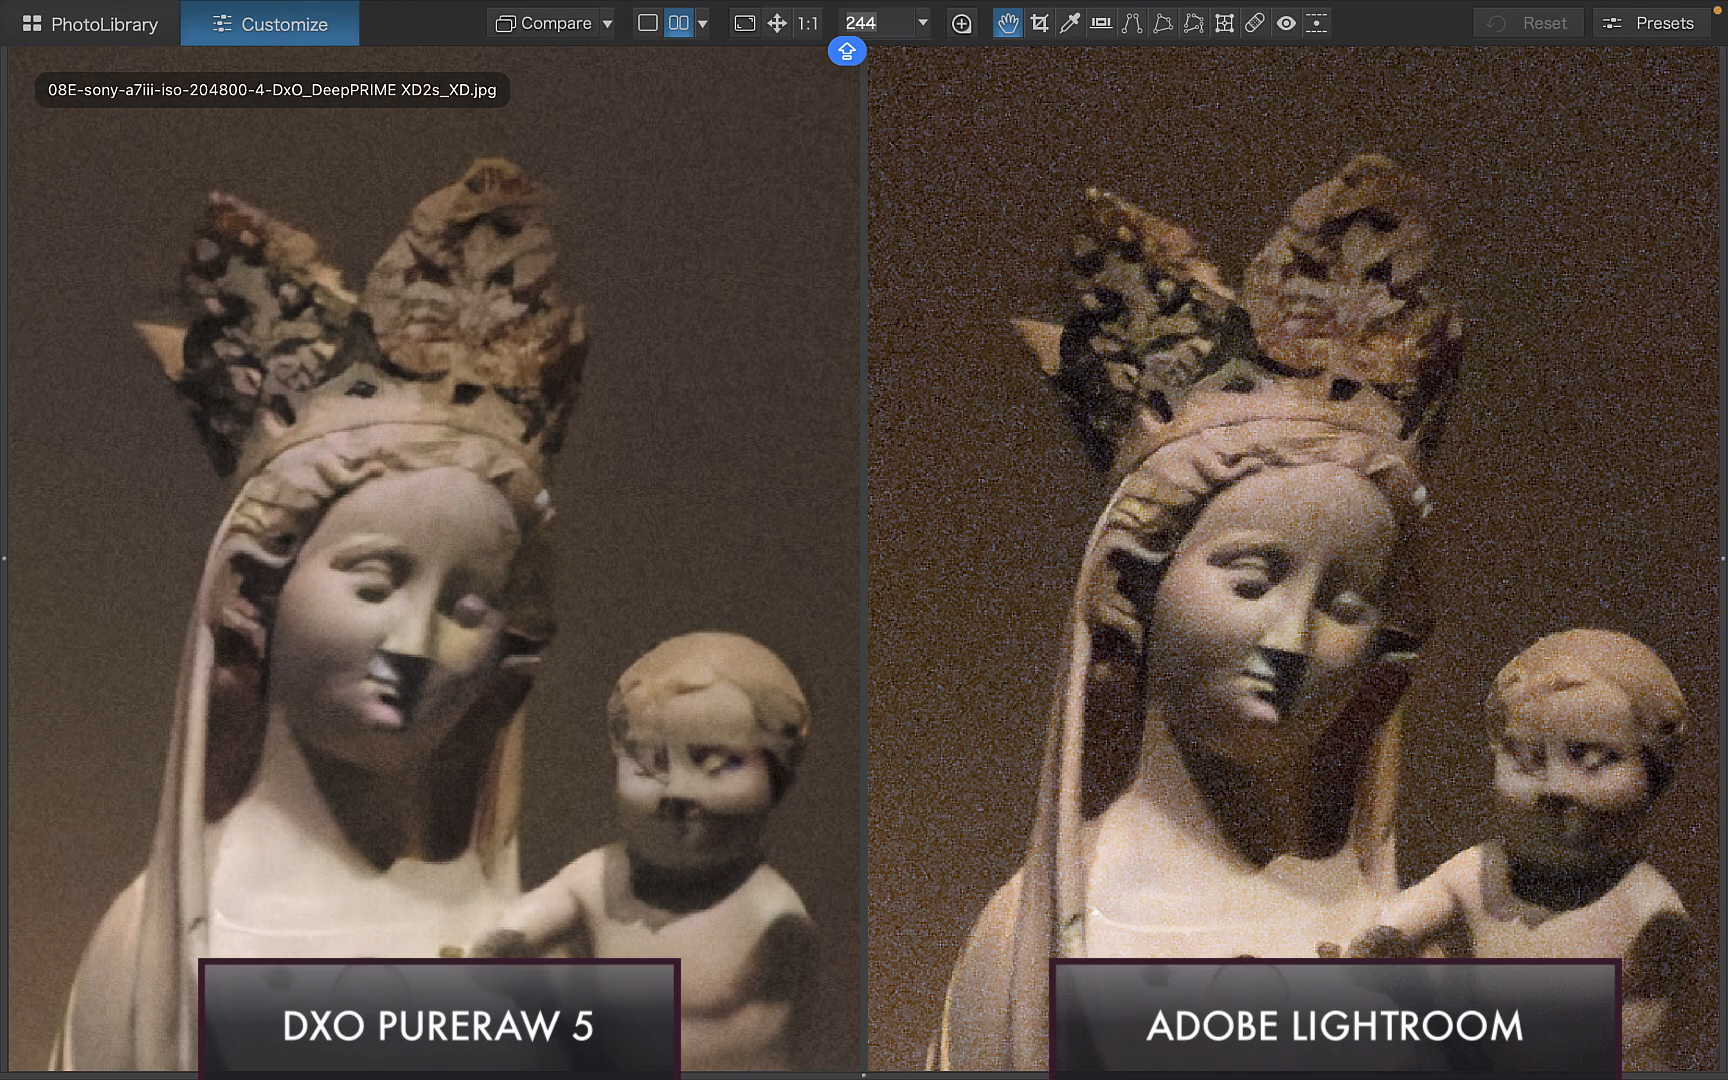 PhotoLibrary
Customize
Compare
1:1
244
Reset
Presets
08E-sony-a7iii-iso-204800-4-DxO_DeepPRIME XD2s_XD.jpg
DXO PURERAW 5
ADOBE LIGHTROOM